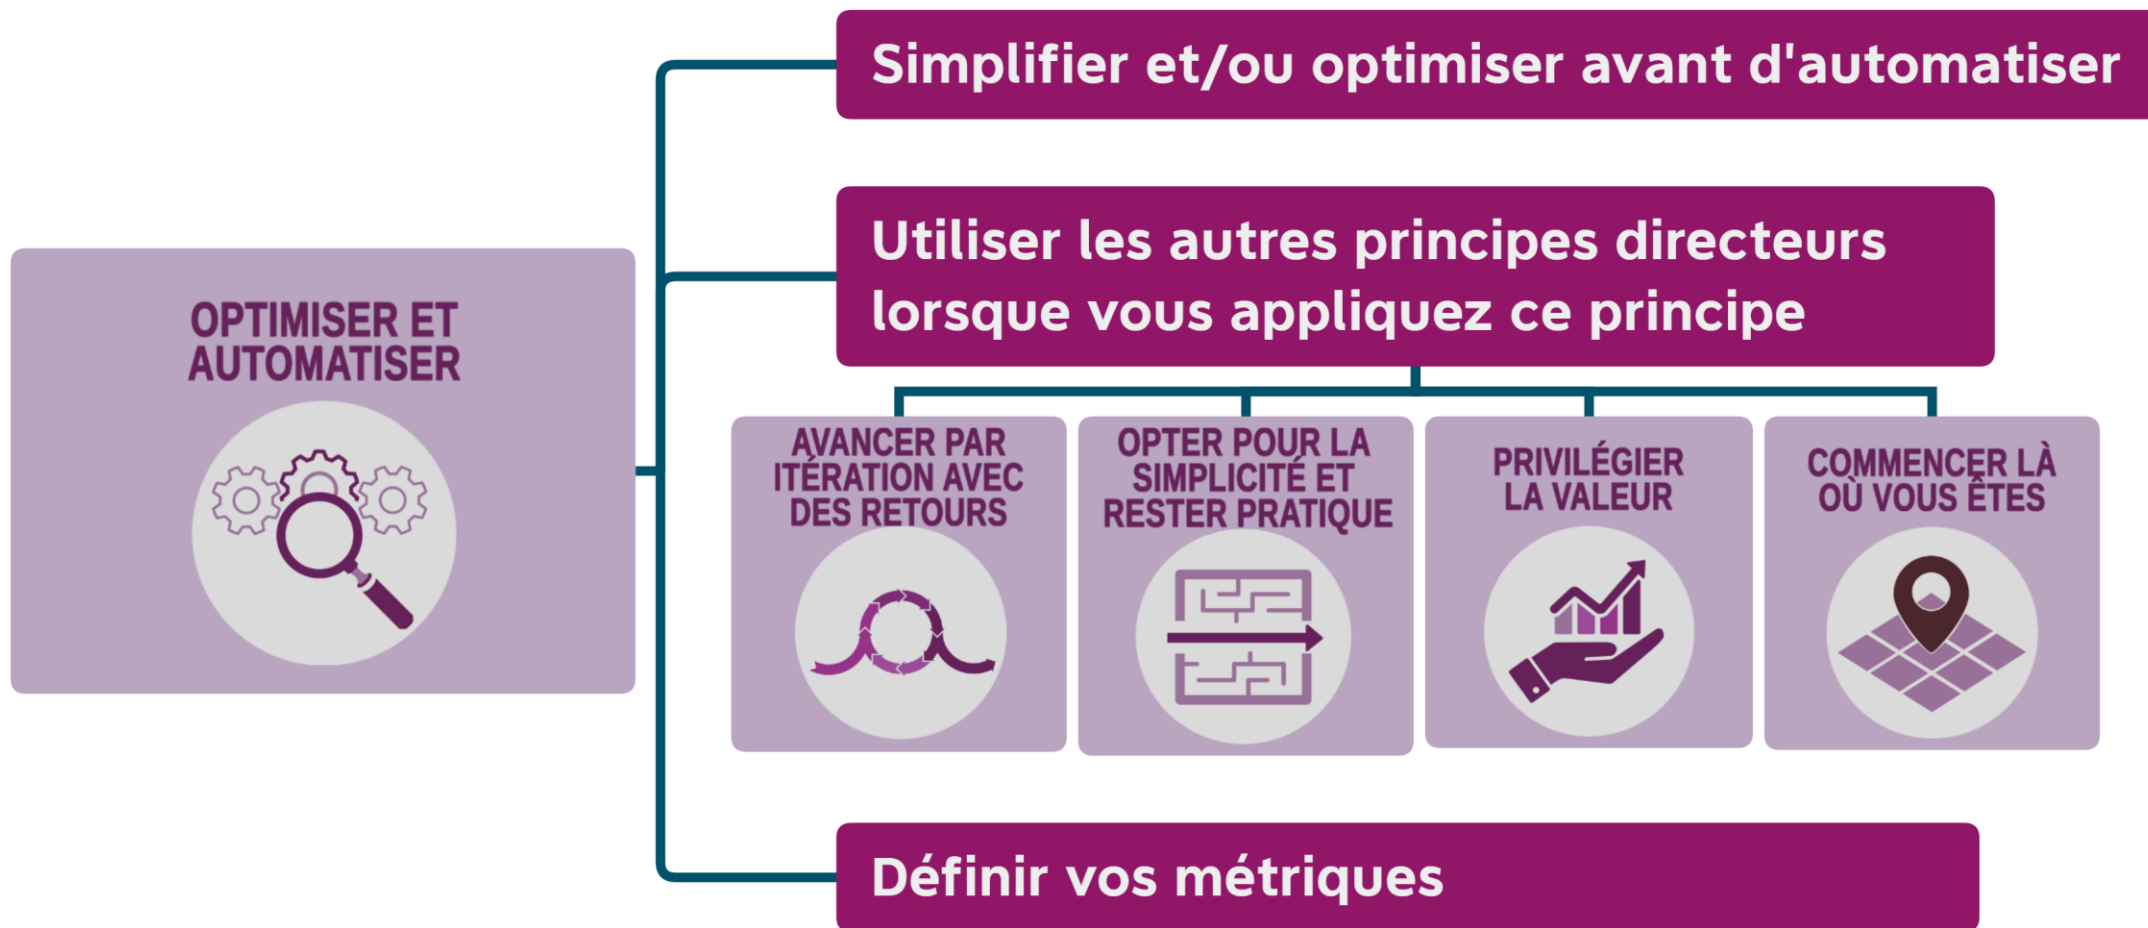 Simplifier et/ou optimiser avant d'automatiser
Utiliser les autres principes directeurs
lorsque vous appliquez ce principe
OPTIMISER ET
AUTOMATISER
AVANCER PAR
ITÉRATION AVEC
DES RETOURS
OPTER POUR LA
SIMPLICITÉ ET
RESTER PRATIQUE
PRIVILÉGIER
LA VALEUR
COMMENCER LÀ
OÙ VOUS ÊTES
Définir vos métriques